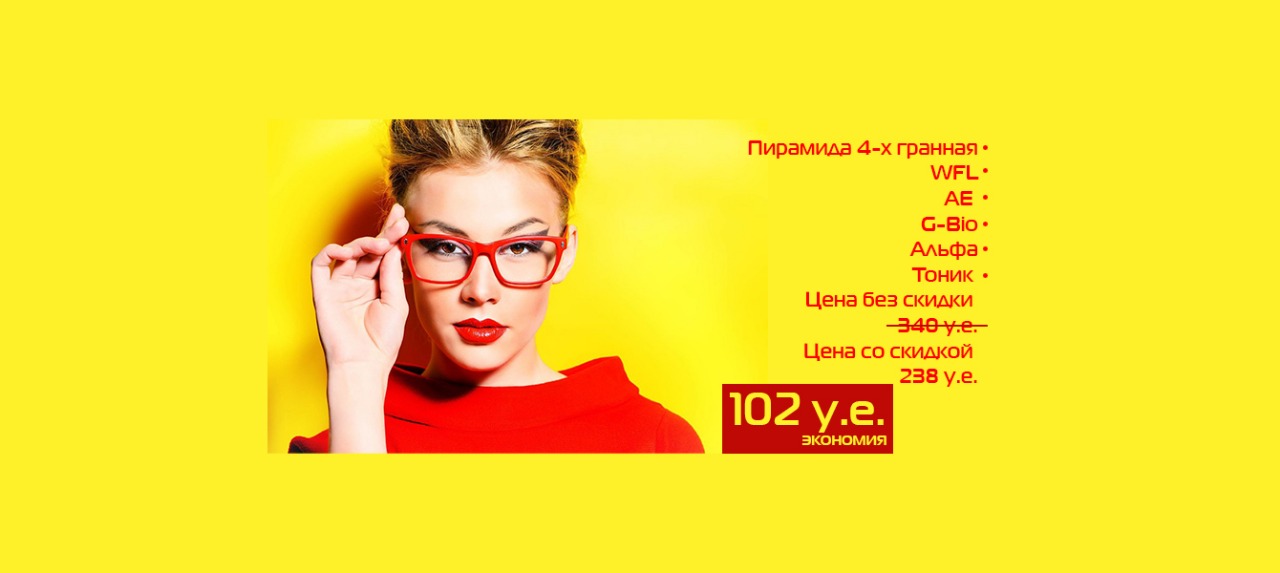 Пирамида 4-х гранная •
WFL •
AE •
G-Bio •
Альфа •
Тоник •
Цена без скидки
340 у.е.
Цена со скидкой
238 у.е.
102 у.е.
экономия